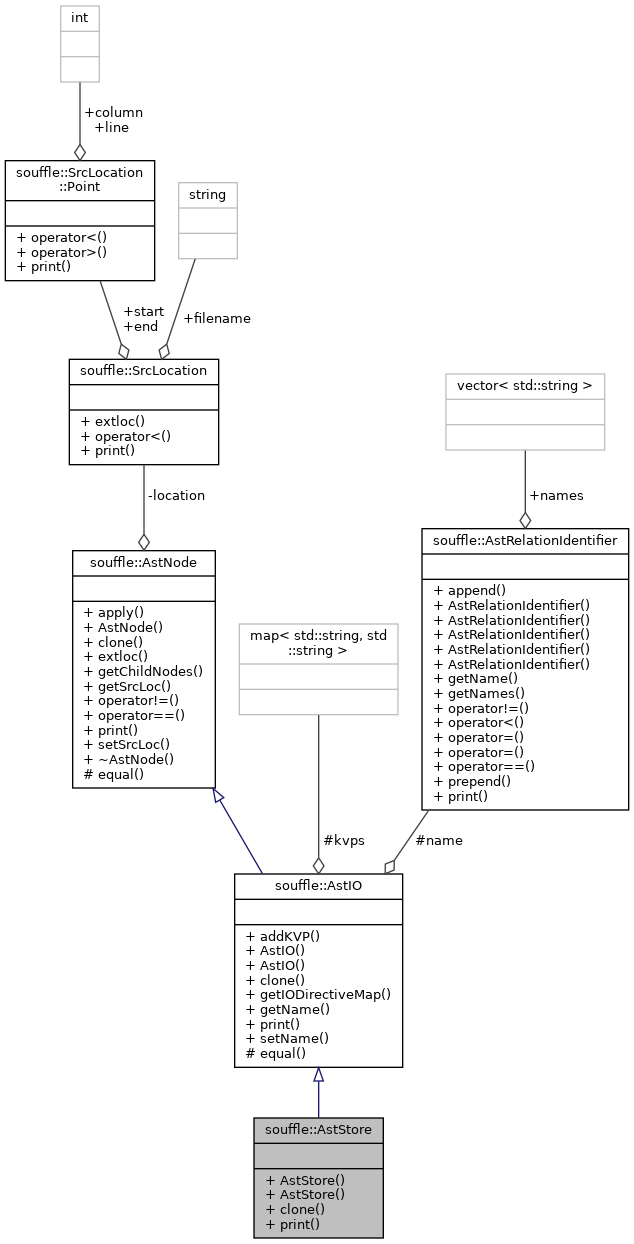 int
+column
+line
souffle::SrcLocation
::Point
+ operator<()
+ operator>()
+ print()
string
+start
+end
+filename
souffle::SrcLocation
+ extloc()
+ operator<()
+ print()
vector< std::string >
-location
+names
souffle::AstNode
+ apply()
+ AstNode()
+ clone()
+ extloc()
+ getChildNodes()
+ getSrcLoc()
+ operator!=()
+ operator==()
+ print()
+ setSrcLoc()
+ ~AstNode()
# equal()
map< std::string, std
::string >
souffle::AstRelationIdentifier
+ append()
+ AstRelationIdentifier()
+ AstRelationIdentifier()
+ AstRelationIdentifier()
+ AstRelationIdentifier()
+ AstRelationIdentifier()
+ getName()
+ getNames()
+ operator!=()
+ operator<()
+ operator=()
+ operator=()
+ operator==()
+ prepend()
+ print()
#kvps
#name
souffle::AstIO
+ addKVP()
+ AstIO()
+ AstIO()
+ clone()
+ getIODirectiveMap()
+ getName()
+ print()
+ setName()
# equal()
souffle::AstStore
+ AstStore()
+ AstStore()
+ clone()
+ print()